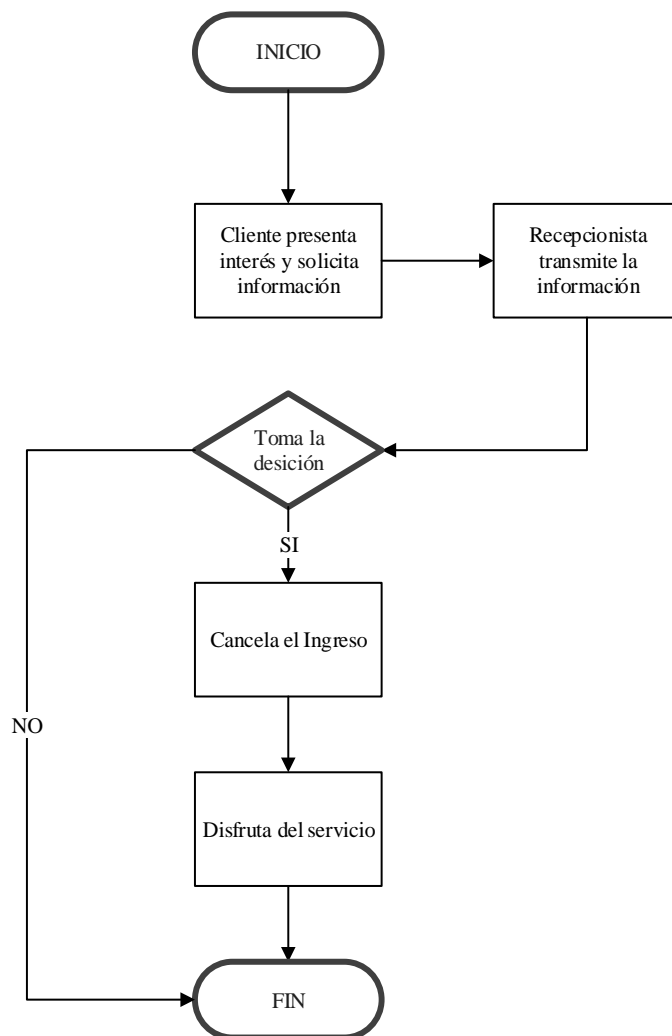 INICIO
Cliente presenta
interés y solicita
información
Recepcionista
transmite la
información
Toma la
desición
SI
Cancela el Ingreso
NO
Disfruta del servicio
FIN